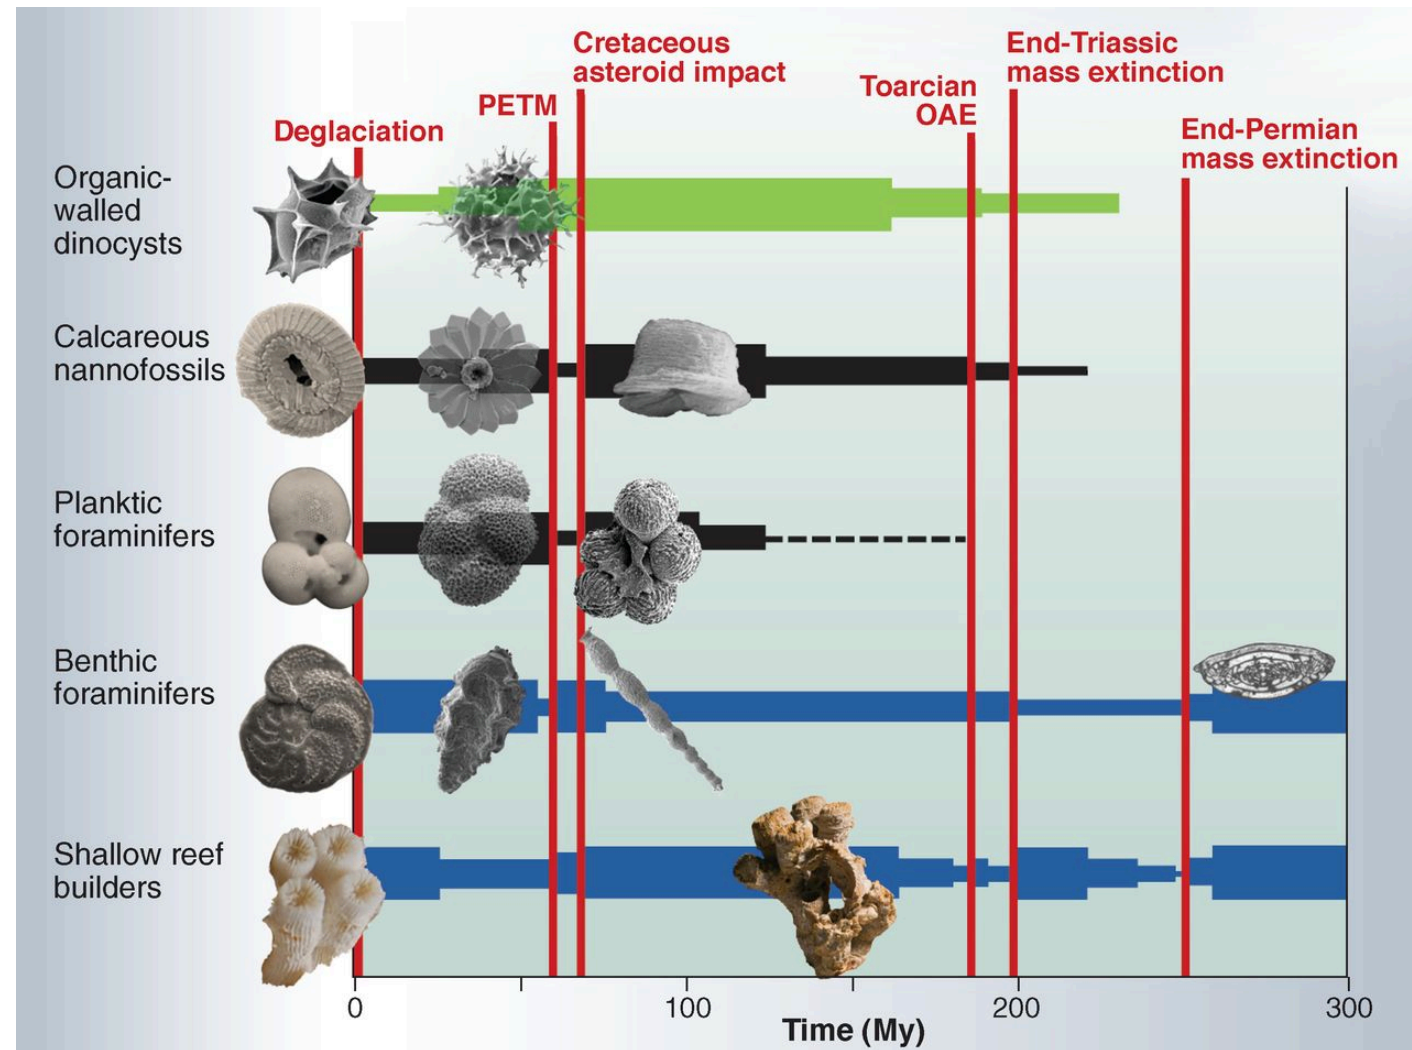 Cretaceous
asteroid impact
End-Triassic
mass extinction
Toarcian
OAE
PETM
Deglaciation
End-Permian
mass extinction
Organic-
walled
dinocysts
Calcareous
nannofossils
Planktic
foraminifers
Benthic
foraminifers
Shallow reef
builders
0
100
200
300
Time (My)